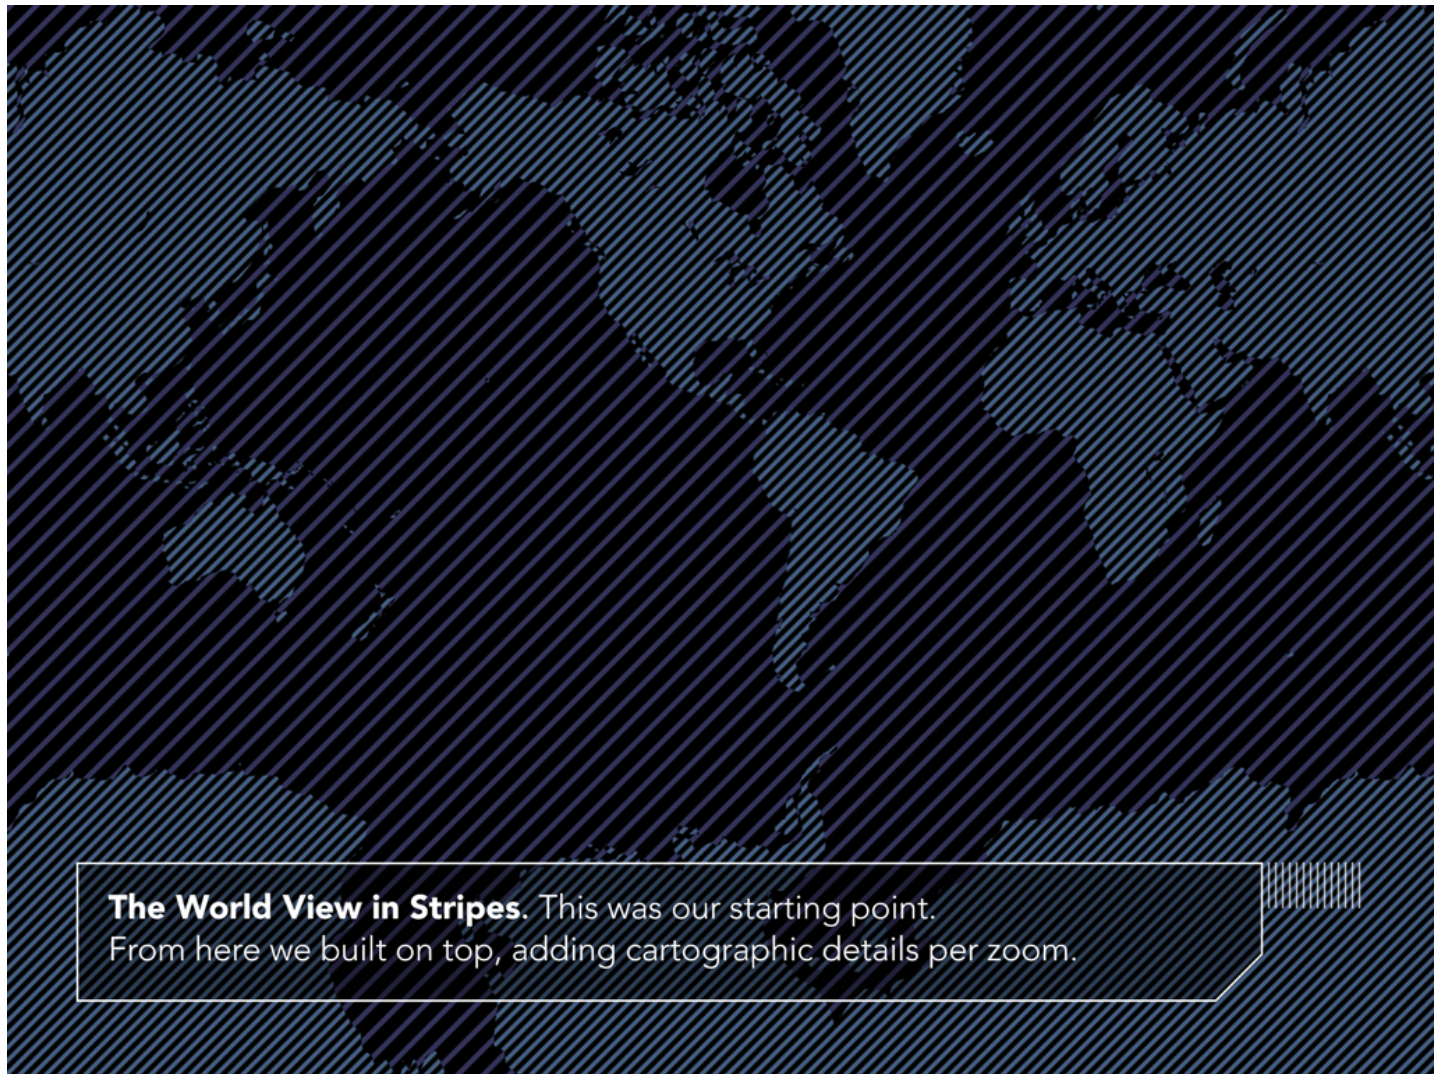 The World View in Stripes. This was our starting point.
From here we built on top, adding cartographic details per zoom.